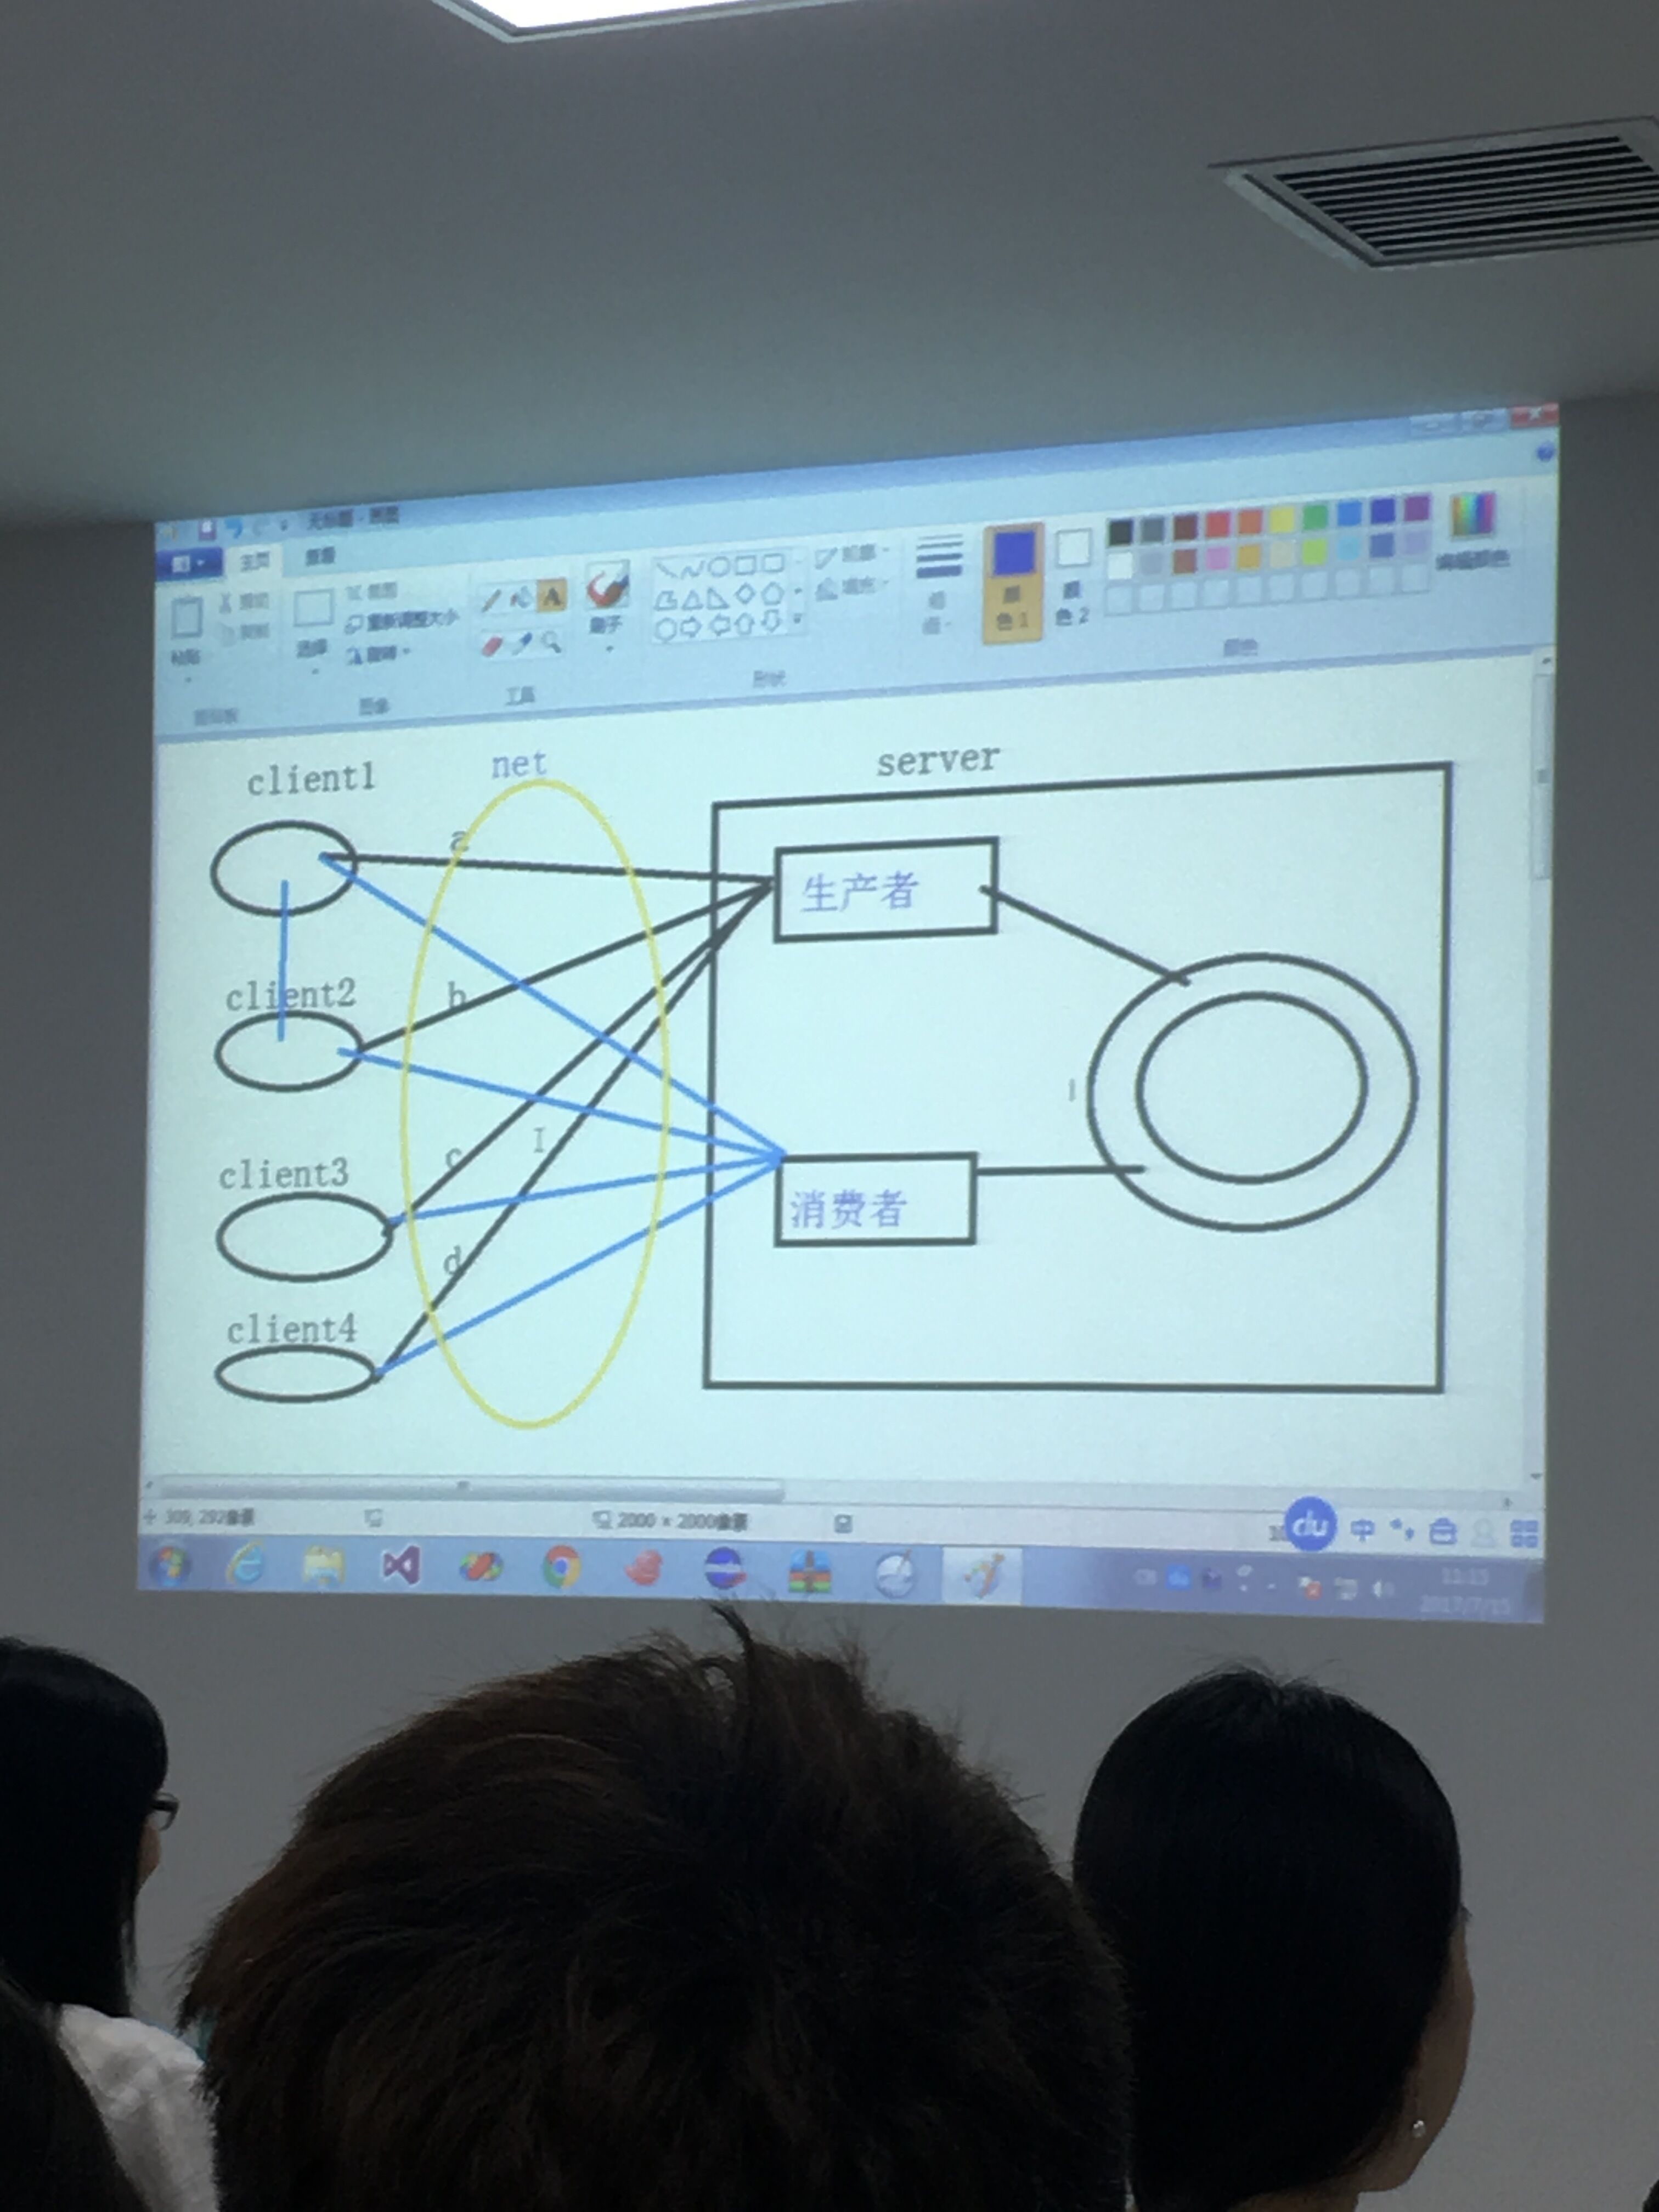 无标题 - 画图
主页 查看
粘贴 剪切 复制
选择 裁剪 重新调整大小 旋转
A
刷子
轮廓
填充
颜色 1
颜色 2
编辑颜色
剪贴板 图像 工具 形状 颜色
client1 net server
a
生产者
client2 b
client3 c I
消费者
d
client4
309, 292像素 2000 × 2000像素
du 中
2017/7/15